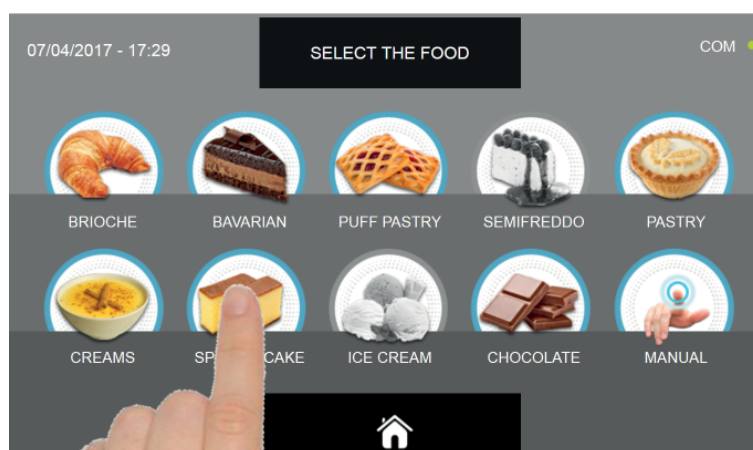 07/04/2017 - 17:29
SELECT THE FOOD
COM
BRIOCHE
BAVARIAN
PUFF PASTRY
SEMIFREDDO
PASTRY
CREAMS
SP CAKE
ICE CREAM
CHOCOLATE
MANUAL